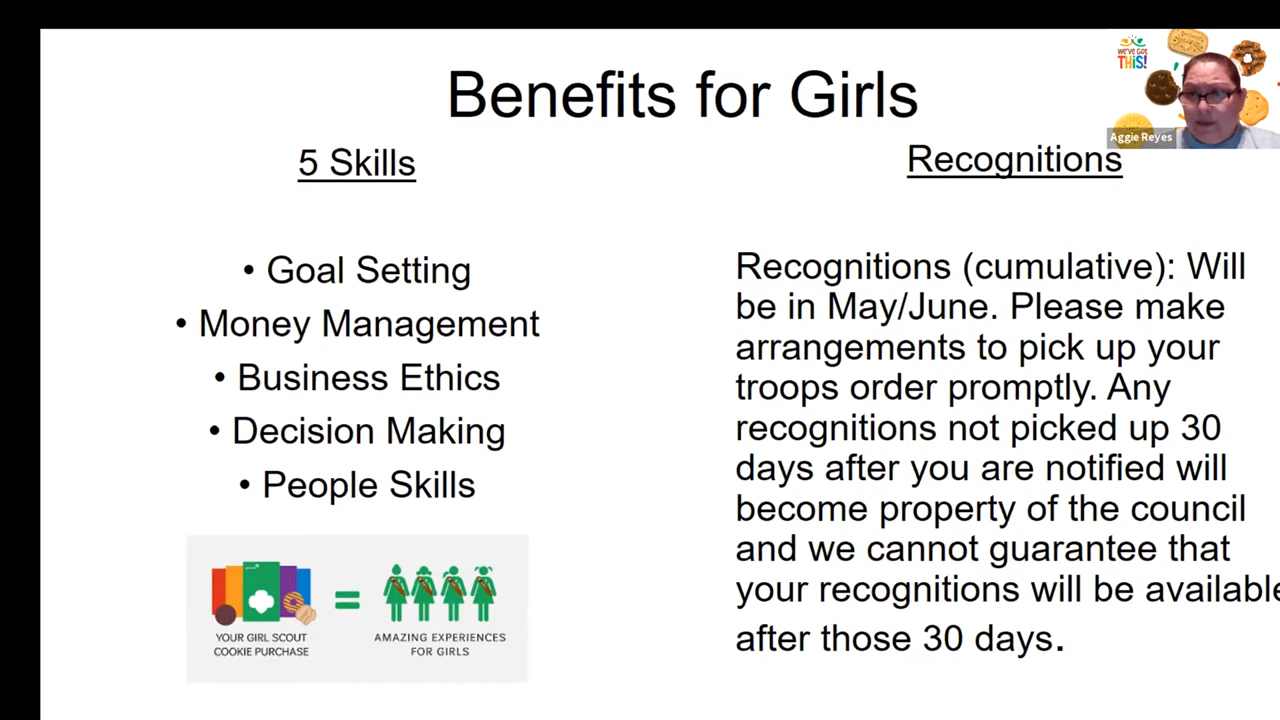 Benefits for Girls
WE'VE GOT
THIS!
Aggie Reyes
5 Skills
• Goal Setting
• Money Management
• Business Ethics
• Decision Making
• People Skills
YOUR GIRL SCOUT
COOKIE PURCHASE
=
AMAZING EXPERIENCES
FOR GIRLS
Recognitions
Recognitions (cumulative): Will
be in May/June. Please make
arrangements to pick up your
troops order promptly. Any
recognitions not picked up 30
days after you are notified will
become property of the council
and we cannot guarantee that
your recognitions will be available
after those 30 days.